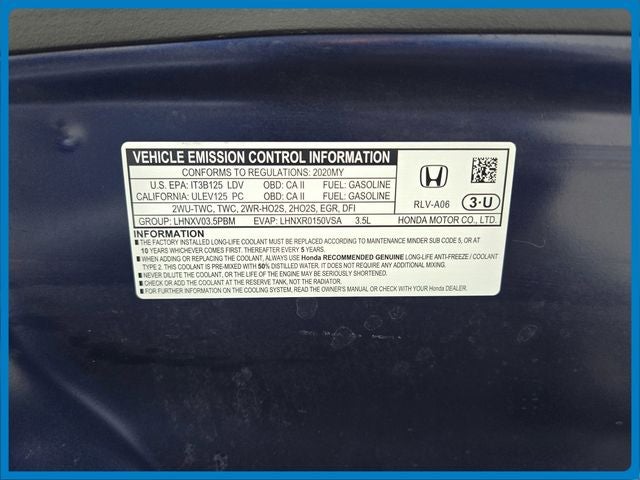 VEHICLE EMISSION CONTROL INFORMATION
CONFORMS TO REGULATIONS: 2020MY
U.S. EPA: IT3B125 LDV OBD: CA II FUEL: GASOLINE
CALIFORNIA: ULEV125 PC OBD: CA II FUEL: GASOLINE
2WU-TWC, TWC, 2WR-HO2S, 2HO2S, EGR, DFI
GROUP: LHNXV03.5PBM EVAP: LHNXR0150VSA 3.5L
RLV-A06 3·U
HONDA MOTOR CO., LTD.
INFORMATION
■ THE FACTORY INSTALLED LONG-LIFE COOLANT MUST BE REPLACED ACCORDING TO MAINTENANCE MINDER SUB CODE 5, OR AT
10 YEARS WHICHEVER COMES FIRST. THEREAFTER EVERY 5 YEARS.
■ WHEN ADDING OR REPLACING THE COOLANT, ALWAYS USE Honda RECOMMENDED GENUINE LONG-LIFE ANTI-FREEZE / COOLANT
TYPE 2. THIS COOLANT IS PRE-MIXED WITH 50% DISTILLED WATER. IT DOES NOT REQUIRE ANY ADDITIONAL MIXING.
■ NEVER DILUTE THE COOLANT, OR THE LIFE OF THE ENGINE MAY BE SERIOUSLY REDUCED.
■ CHECK OR ADD THE COOLANT AT THE RESERVE TANK, NOT THE RADIATOR.
■ FOR FURTHER INFORMATION ON THE COOLING SYSTEM, READ THE OWNER'S MANUAL OR CHECK WITH YOUR Honda DEALER.